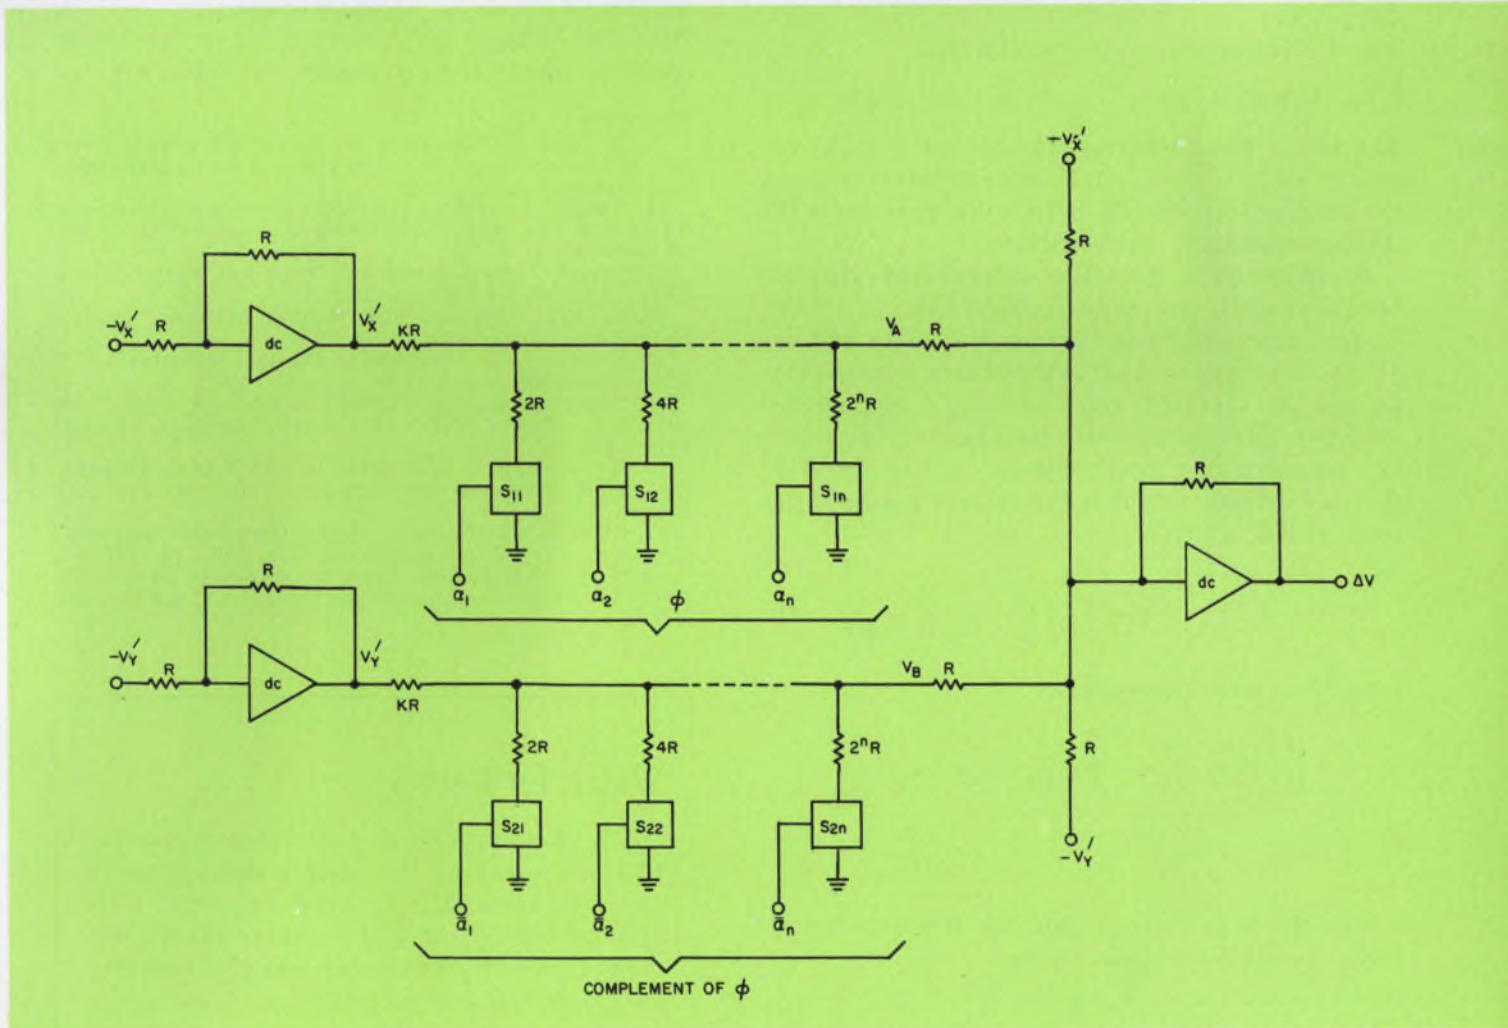 -Vx′
R
R
-Vx′
R
dc
Vx′
KR
VA
R
2R
4R
2ⁿR
S11
S12
S1n
R
dc
ΔV
α1
α2
αn
ϕ
R
-VY′
R
dc
VY′
KR
VB
R
2R
4R
2ⁿR
R
S21
S22
S2n
-VY′
ᾱ1
ᾱ2
ᾱn
COMPLEMENT OF ϕ